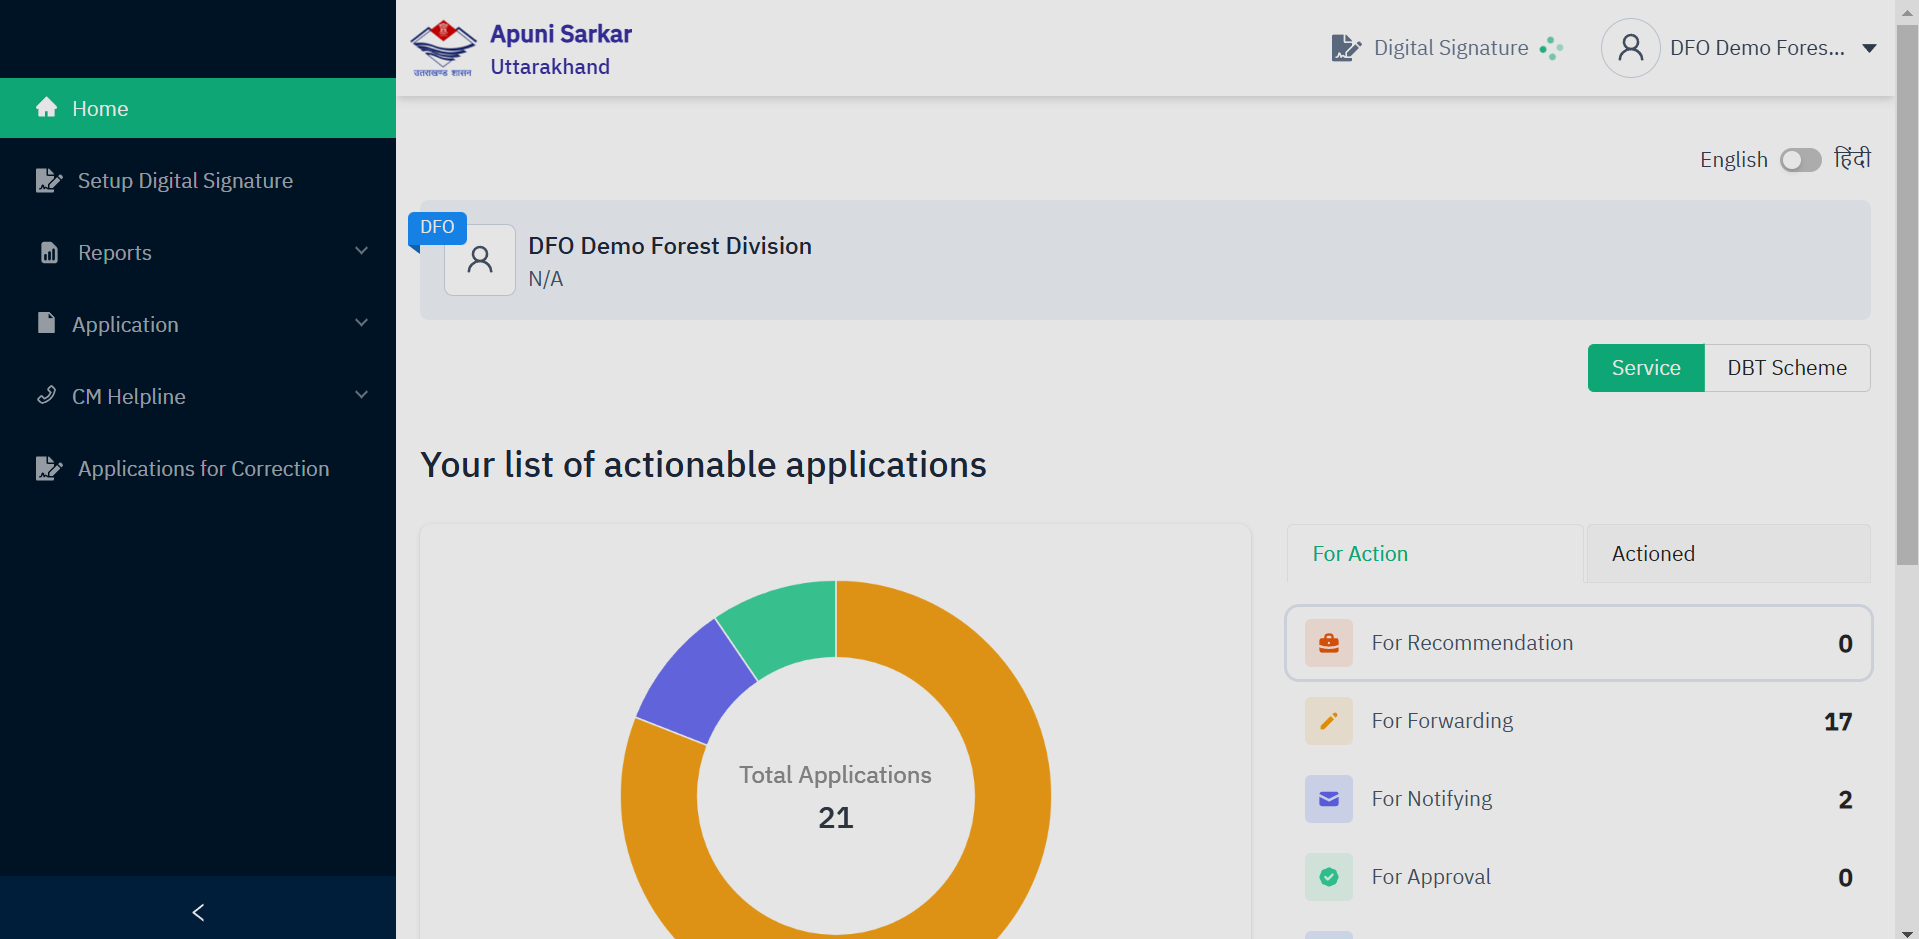 उत्तराखण्ड शासन
Apuni Sarkar
Uttarakhand
Digital Signature
DFO Demo Fores...
Home
Setup Digital Signature
Reports
Application
CM Helpline
Applications for Correction
English
हिंदी
DFO
DFO Demo Forest Division
N/A
Service
DBT Scheme
Your list of actionable applications
Total Applications
21
For Action
Actioned
For Recommendation 0
For Forwarding 17
For Notifying 2
For Approval 0